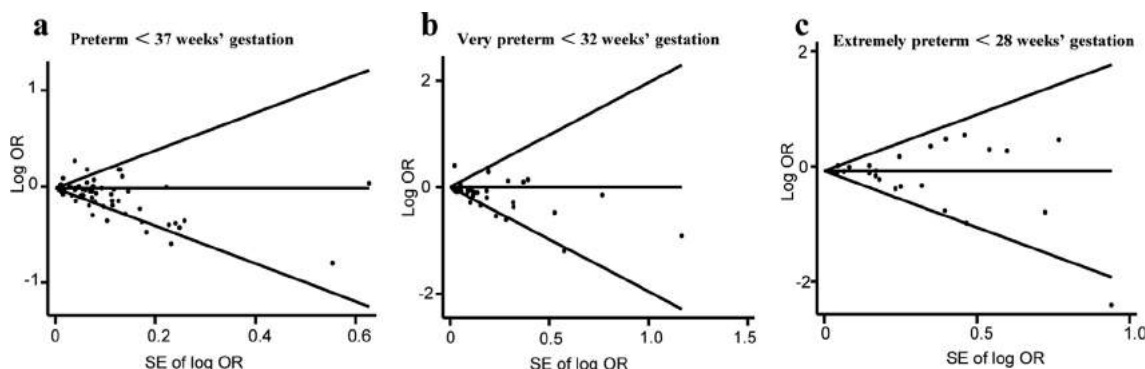 a Preterm < 37 weeks' gestation
1
0
-1
Log OR
0 0.2 0.4 0.6
SE of log OR
b Very preterm < 32 weeks' gestation
2
0
-2
Log OR
0 0.5 1.0 1.5
SE of log OR
c Extremely preterm < 28 weeks' gestation
2
0
-2
Log OR
0 0.5 1.0
SE of log OR